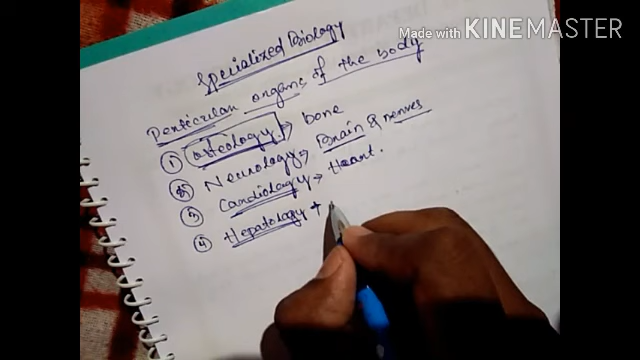 Made with KINEMASTER
Specialized Biology
Perticular organs of the body
① Osteology → bone
② Neurology → Brain & nerves
③ Cardiology → Heart.
④ Hepatology →